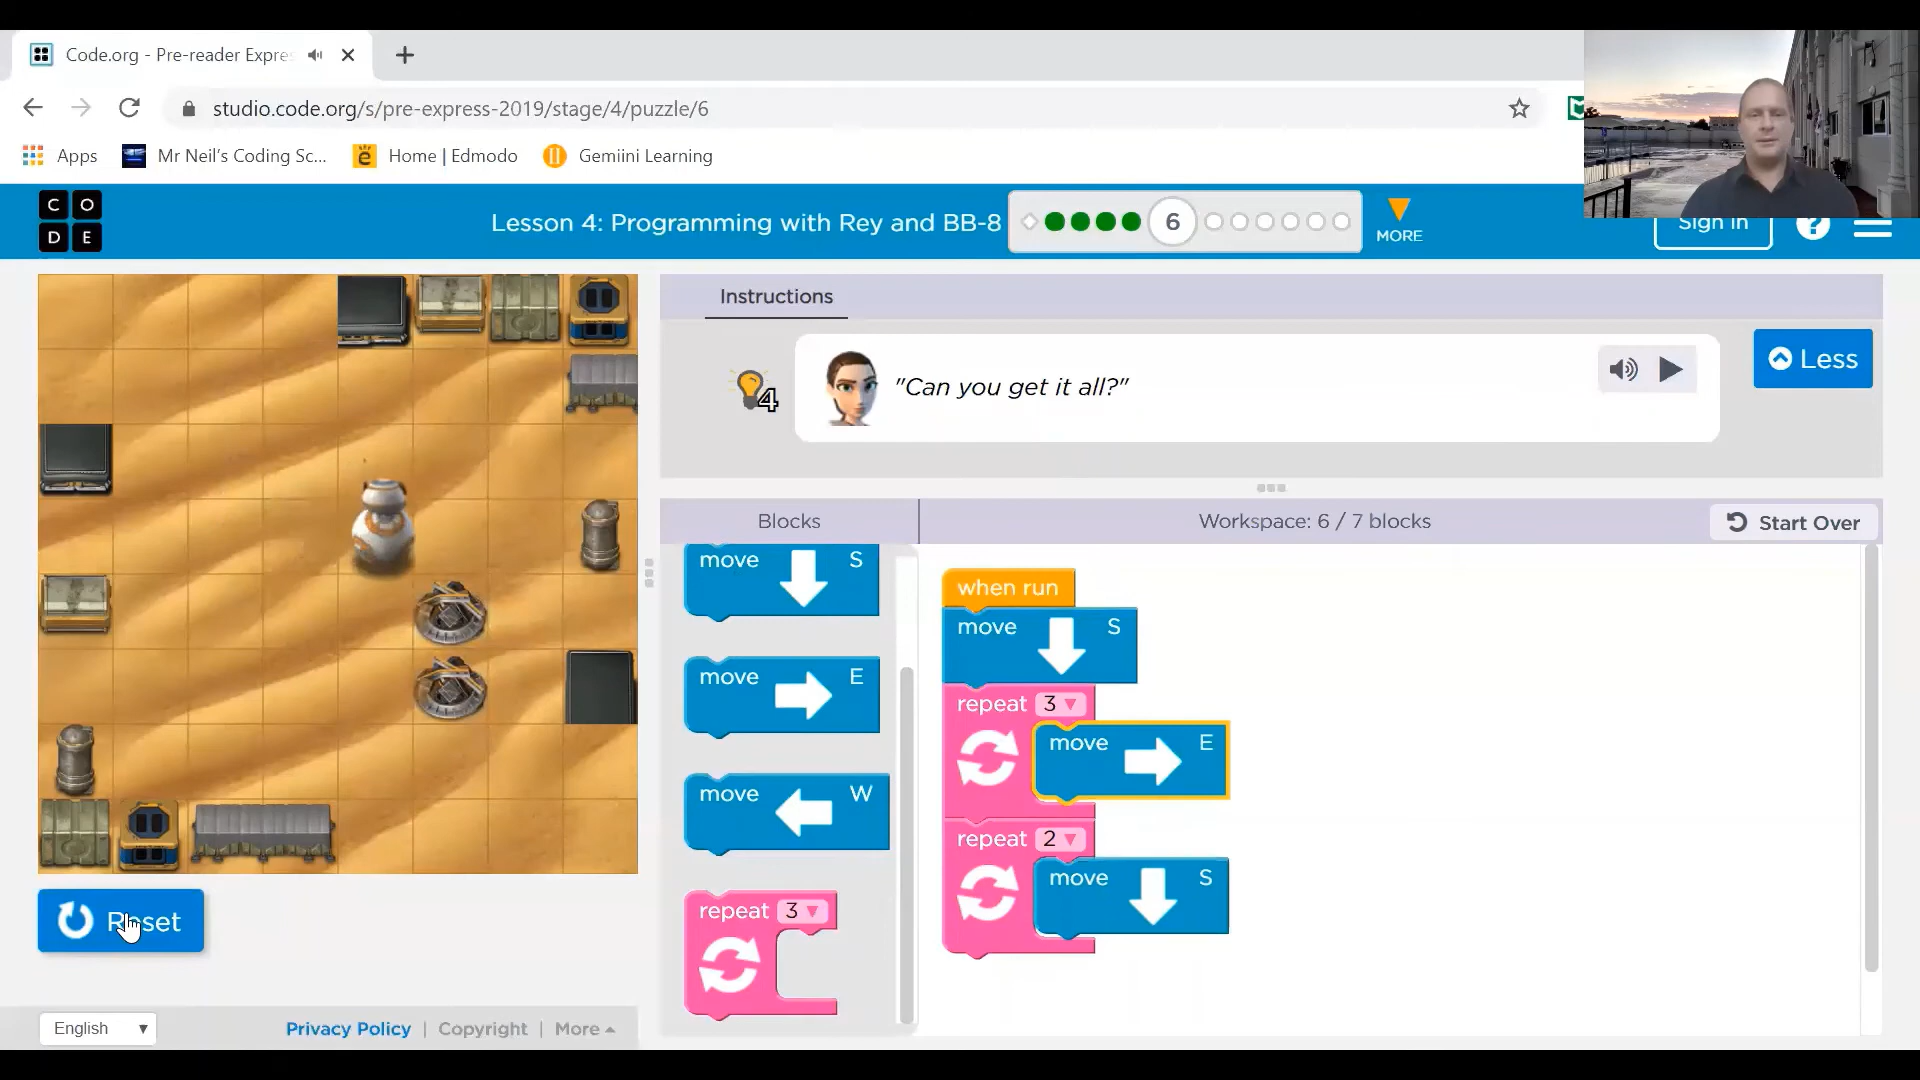 Code.org - Pre-reader Expre
studio.code.org/s/pre-express-2019/stage/4/puzzle/6
Apps Mr Neil's Coding Sc... Home | Edmodo Gemiini Learning
C O
D E
Lesson 4: Programming with Rey and BB-8 6 MORE Sign in ?
Instructions
4 "Can you get it all?" Less
Blocks Workspace: 6 / 7 blocks Start Over
move S
move E
move W
repeat 3
when run
move S
repeat 3
move E
repeat 2
move S
Reset
English Privacy Policy | Copyright | More